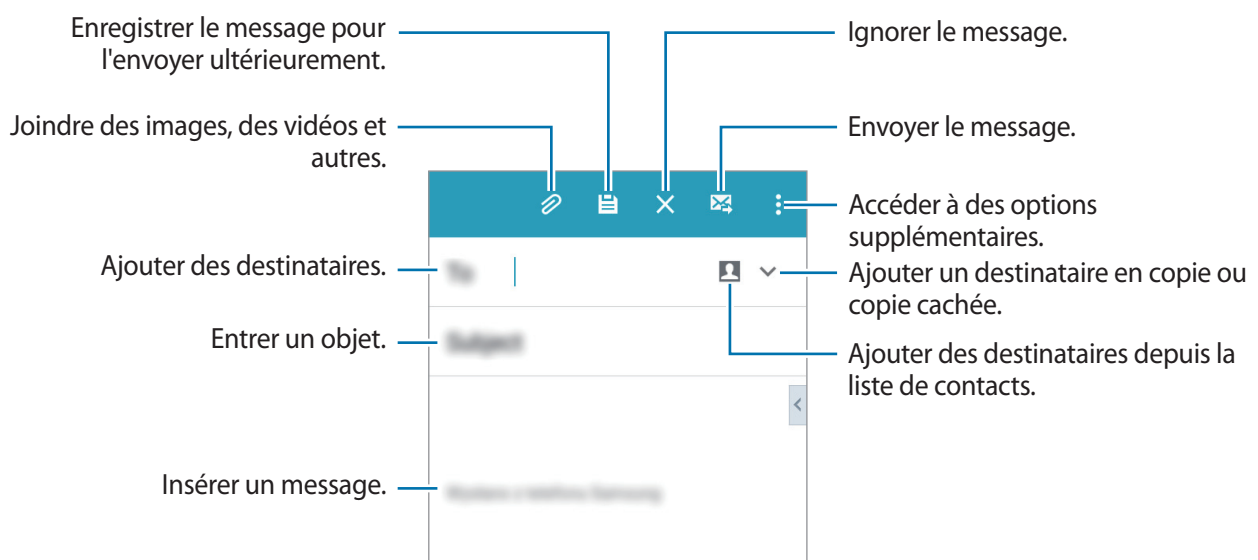 Enregistrer le message pour
l'envoyer ultérieurement.
Ignorer le message.
Joindre des images, des vidéos et
autres.
Envoyer le message.
Accéder à des options
supplémentaires.
Ajouter des destinataires.
To
Ajouter un destinataire en copie ou
copie cachée.
Entrer un objet.
Subject
Ajouter des destinataires depuis la
liste de contacts.
Insérer un message.